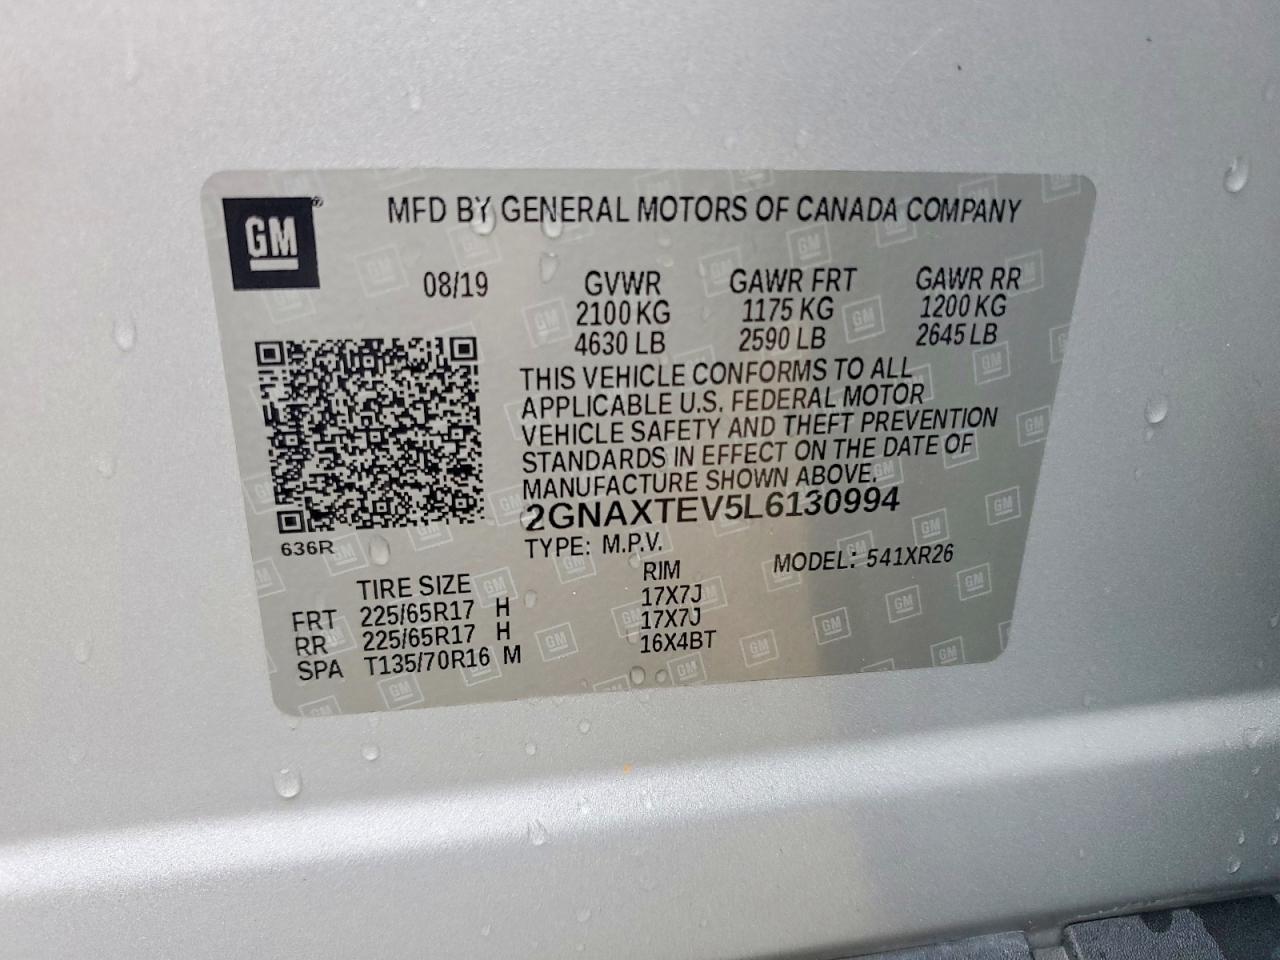 GM®
MFD BY GENERAL MOTORS OF CANADA COMPANY
08/19 GVWR GAWR FRT GAWR RR
2100 KG 1175 KG 1200 KG
4630 LB 2590 LB 2645 LB
THIS VEHICLE CONFORMS TO ALL
APPLICABLE U.S. FEDERAL MOTOR
VEHICLE SAFETY AND THEFT PREVENTION
STANDARDS IN EFFECT ON THE DATE OF
MANUFACTURE SHOWN ABOVE.
2GNAXTEV5L6130994
636R
TYPE: M.P.V. MODEL: 541XR26
TIRE SIZE RIM
FRT 225/65R17 H 17X7J
RR 225/65R17 H 17X7J
SPA T135/70R16 M 16X4BT